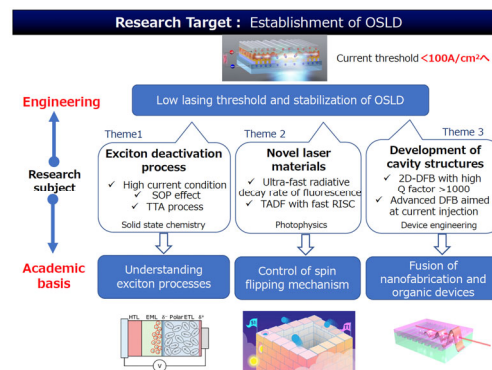 Research Target : Establishment of OSLD
Current threshold <100A/cm²へ
Engineering
Low lasing threshold and stabilization of OSLD
Research
subject
Academic
basis
Theme1
Exciton deactivation
process
✓ High current condition
✓ SOP effect
✓ TTA process
Solid state chemistry
Understanding
exciton processes
Theme 2
Novel laser
materials
✓ Ultra-fast radiative
decay rate of fluorescence
✓ TADF with fast RISC
Photophysics
Control of spin
flipping mechanism
Theme 3
Development of
cavity structures
✓ 2D-DFB with high
Q factor >1000
✓ Advanced DFB aimed
at current injection
Device engineering
Fusion of
nanofabrication and
organic devices
HTL EML δ⁻ Polar ETL δ⁺
V